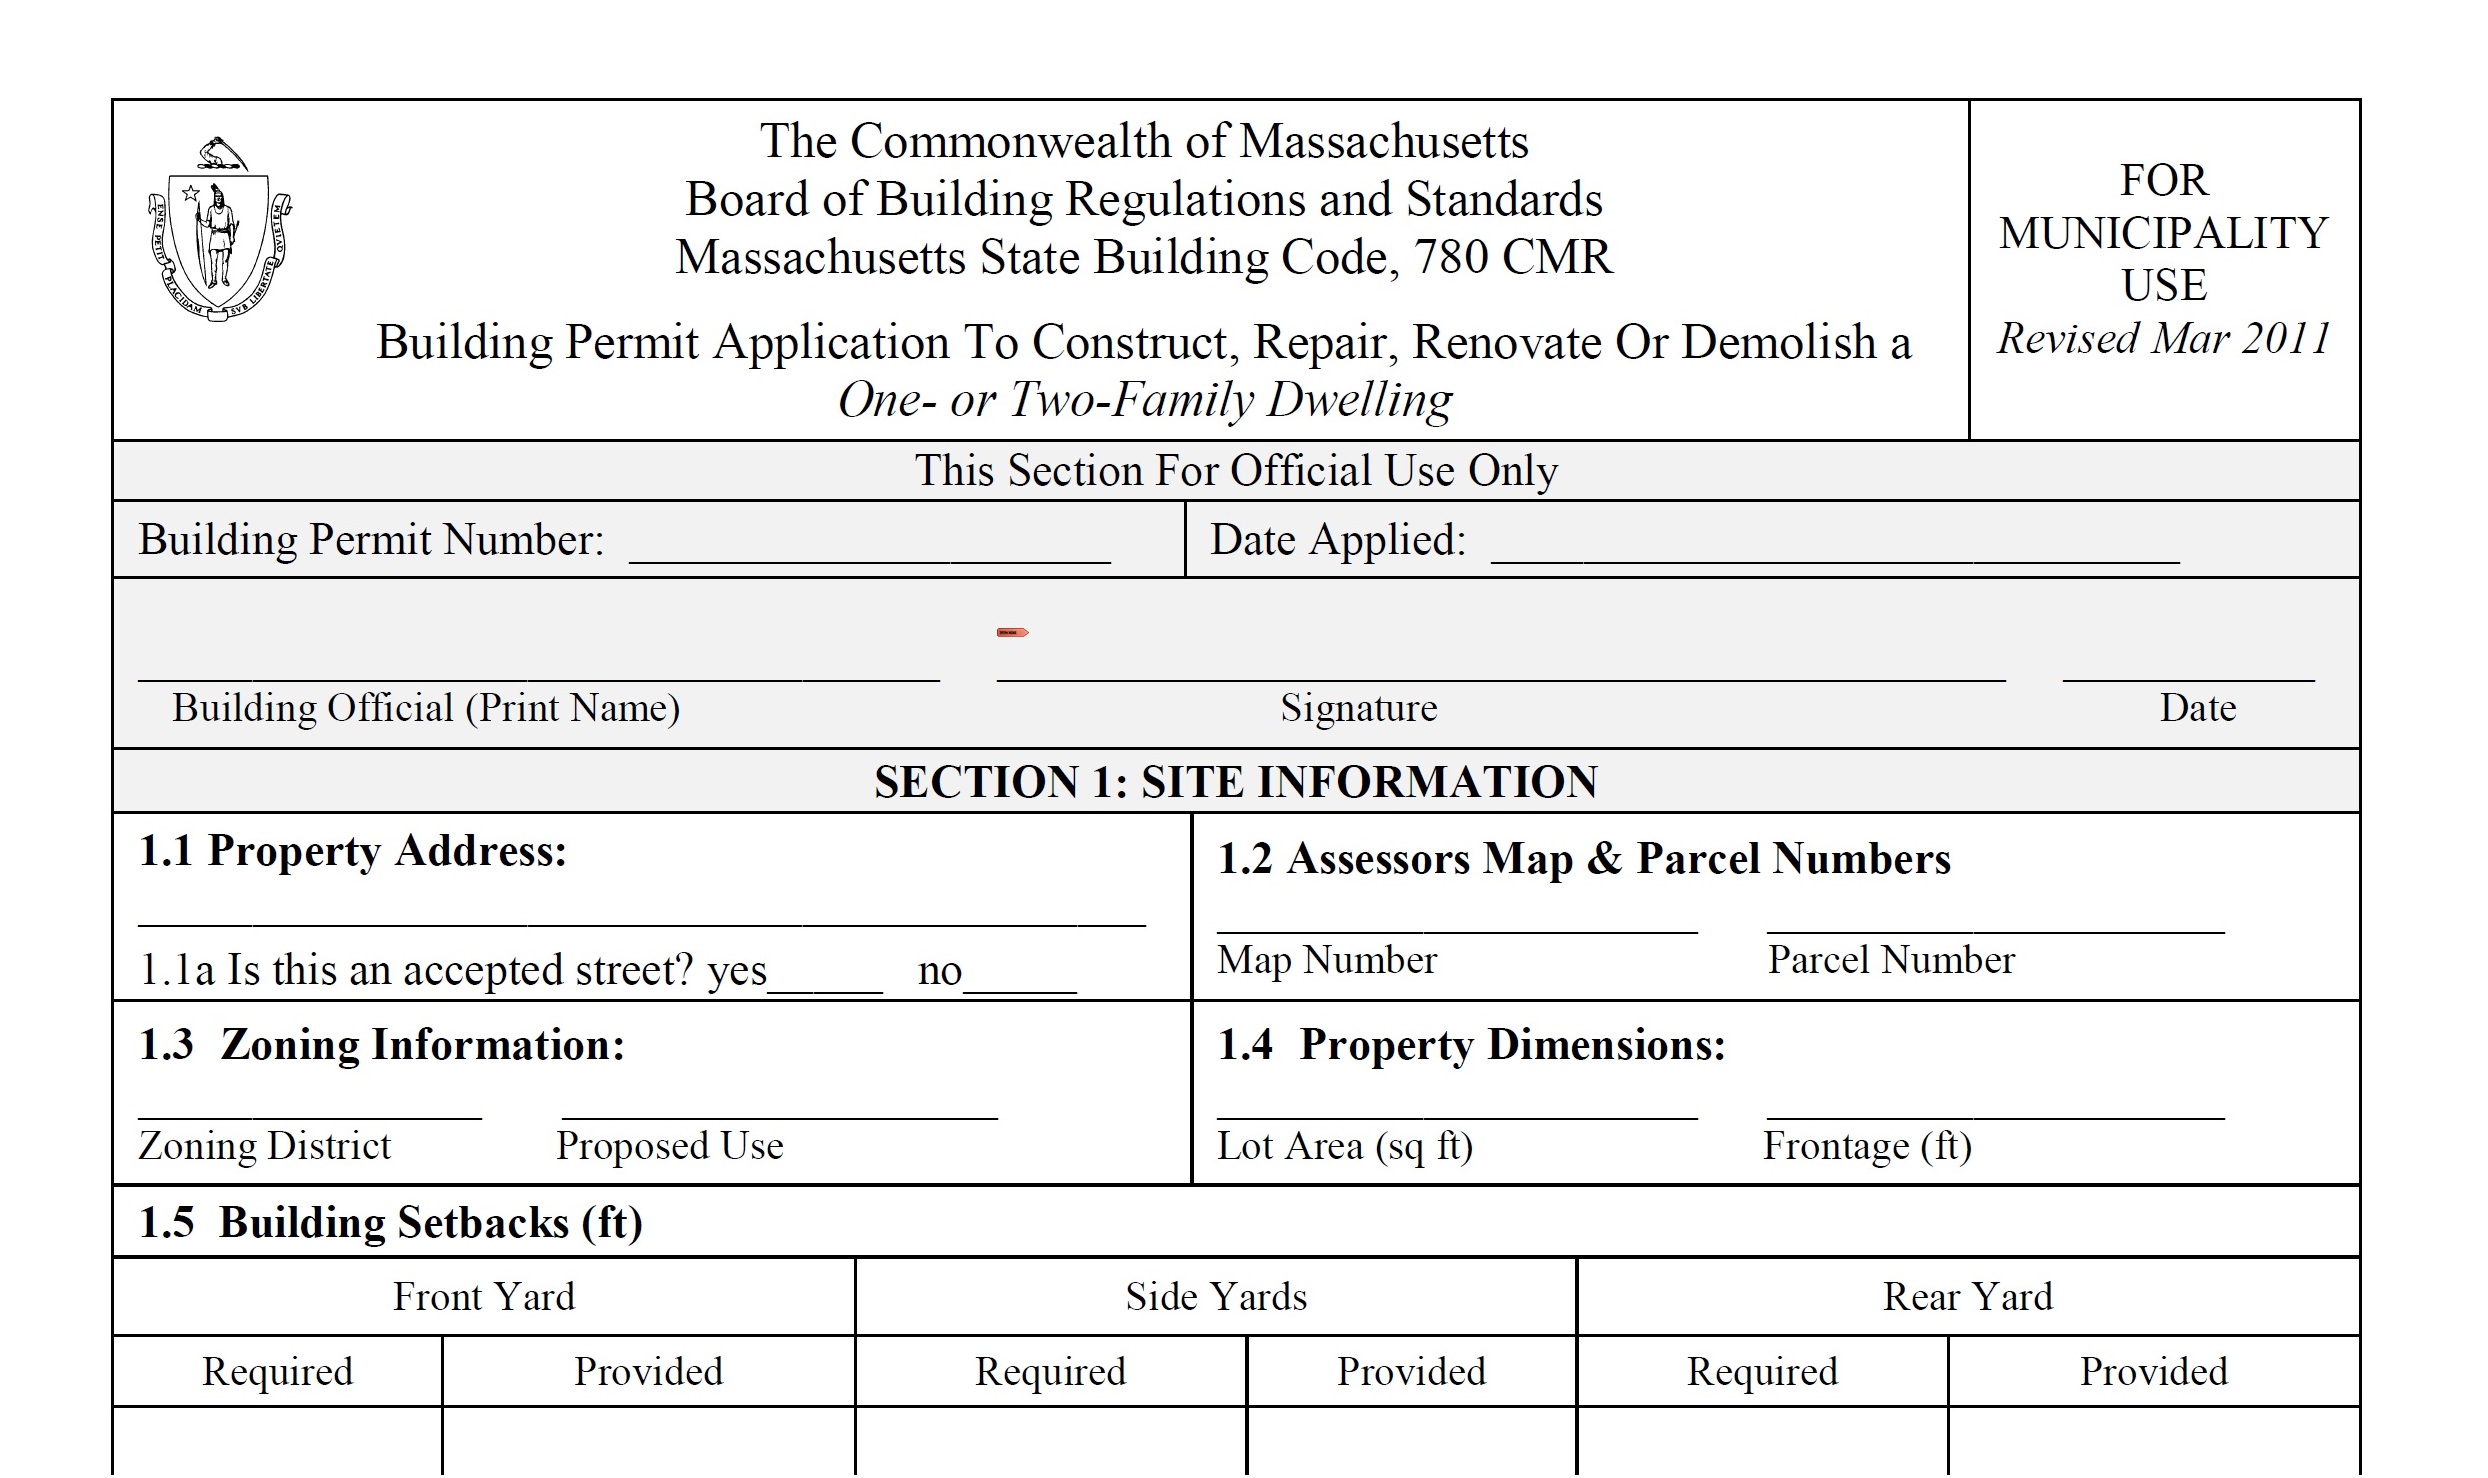 The Commonwealth of Massachusetts
Board of Building Regulations and Standards
Massachusetts State Building Code, 780 CMR
Building Permit Application To Construct, Repair, Renovate Or Demolish a
One- or Two-Family Dwelling
FOR
MUNICIPALITY
USE
Revised Mar 2011
ENSE PETIT PLACIDAM SVB LIBERTATE QVIETEM
This Section For Official Use Only
Building Permit Number: _____________________ Date Applied: ______________________________
Building Official (Print Name) Signature Date
SECTION 1: SITE INFORMATION
1.1 Property Address:
1.1a Is this an accepted street? yes_____ no_____
1.2 Assessors Map & Parcel Numbers
Map Number Parcel Number
1.3 Zoning Information:
Zoning District Proposed Use
1.4 Property Dimensions:
Lot Area (sq ft) Frontage (ft)
1.5 Building Setbacks (ft)
Front Yard Side Yards Rear Yard
Required Provided Required Provided Required Provided